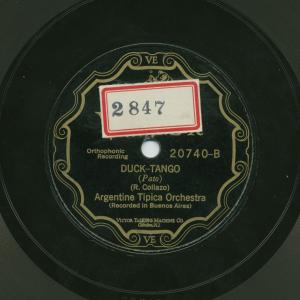 VE
2847
Orthophonic
Recording
20740-B
DUCK-TANGO
(Pato)
(R. Collazo)
Argentine Tipica Orchestra
(Recorded in Buenos Aires)
VICTOR TALKING MACHINE CO.
Camden, N.J.
VE